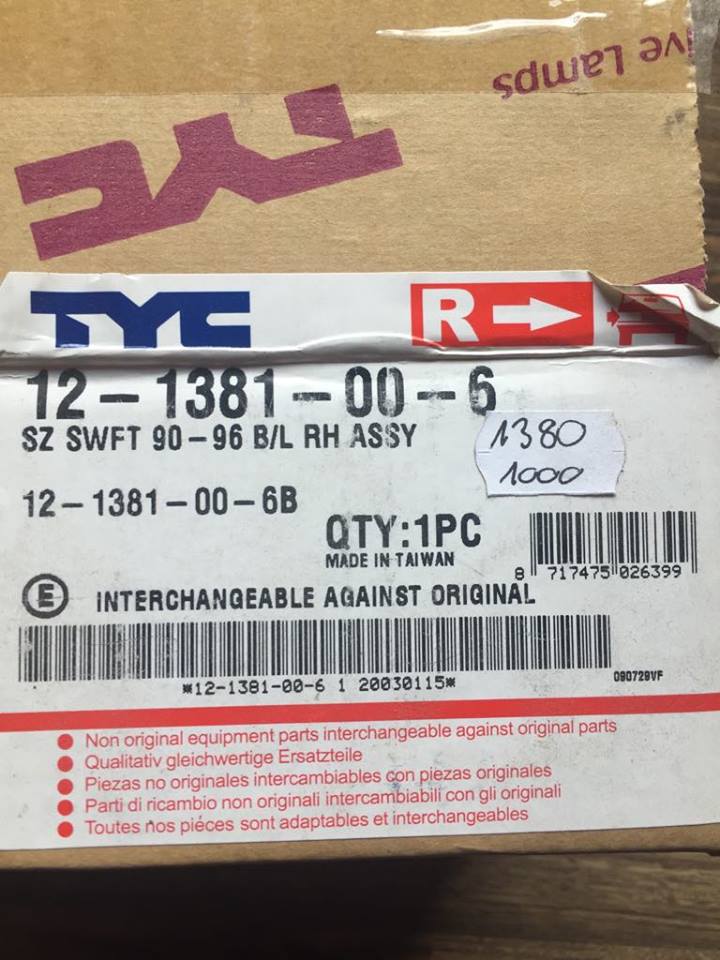 ive Lamps
TYC
TYC
R
12-1381-00-6
SZ SWFT 90-96 B/L RH ASSY
1380
1000
12-1381-00-6B
QTY:1PC
MADE IN TAIWAN
8 717475 026399
E INTERCHANGEABLE AGAINST ORIGINAL
*12-1381-00-6 1 20030115*
090729VF
Non original equipment parts interchangeable against original parts
Qualitativ gleichwertige Ersatzteile
Piezas no originales intercambiables con piezas originales
Parti di ricambio non originali intercambiabili con gli originali
Toutes nos piéces sont adaptables et interchangeables